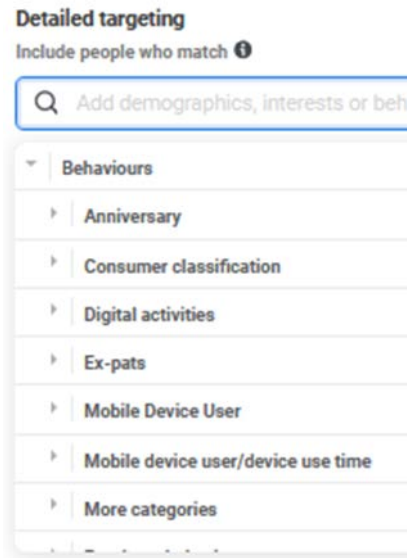 Detailed targeting
Include people who match
Add demographics, interests or beh
Behaviours
Anniversary
Consumer classification
Digital activities
Ex-pats
Mobile Device User
Mobile device user/device use time
More categories